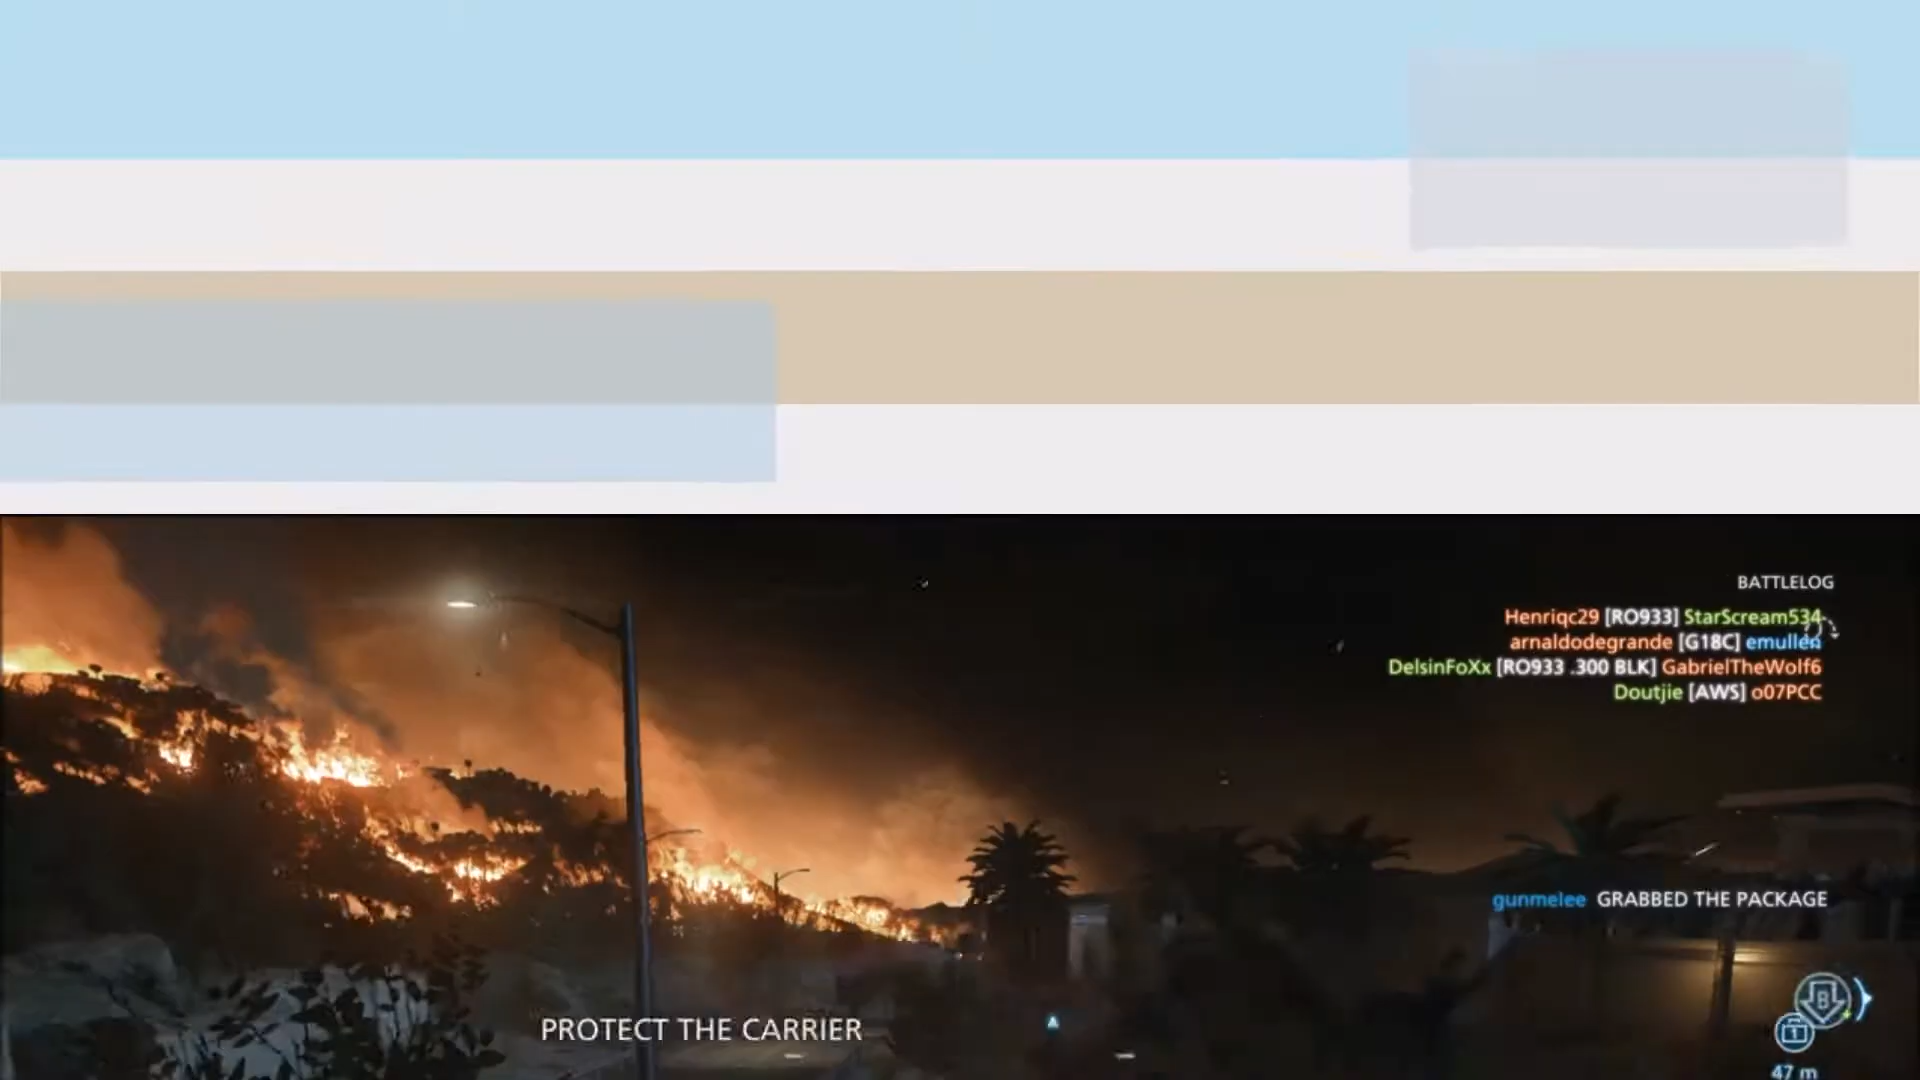 BATTLELOG
Henriqc29 [RO933] StarScream534
arnaldodegrande [G18C] emullen
DelsinFoXx [RO933 .300 BLK] GabrielTheWolf6
Doutjie [AWS] o07PCC
gunmelee GRABBED THE PACKAGE
B
PROTECT THE CARRIER
A
1
47 m